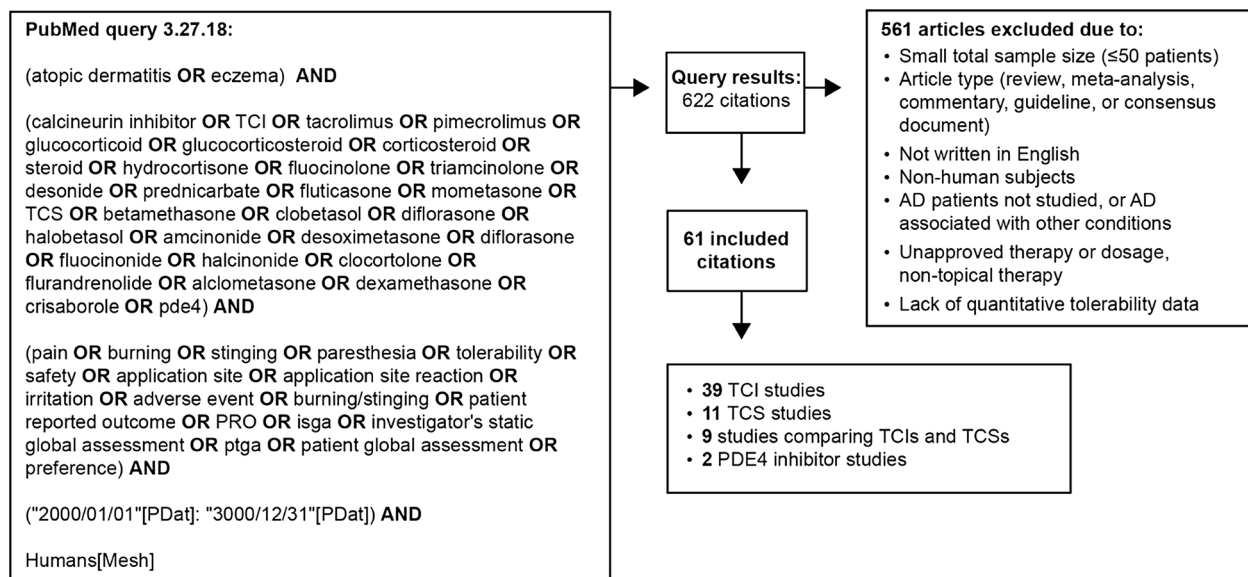 PubMed query 3.27.18:
(atopic dermatitis OR eczema) AND
(calcineurin inhibitor OR TCI OR tacrolimus OR pimecrolimus OR
glucocorticoid OR glucocorticosteroid OR corticosteroid OR
steroid OR hydrocortisone OR fluocinolone OR triamcinolone OR
desonide OR prednicarbate OR fluticasone OR mometasone OR
TCS OR betamethasone OR clobetasol OR diflorasone OR
halobetasol OR amcinonide OR desoximetasone OR diflorasone
OR fluocinonide OR halcinonide OR clocortolone OR
flurandrenolide OR alclometasone OR dexamethasone OR
crisaborole OR pde4) AND
(pain OR burning OR stinging OR paresthesia OR tolerability OR
safety OR application site OR application site reaction OR
irritation OR adverse event OR burning/stinging OR patient
reported outcome OR PRO OR isga OR investigator's static
global assessment OR ptga OR patient global assessment OR
preference) AND
("2000/01/01"[PDat]: "3000/12/31"[PDat]) AND
Humans[Mesh]
Query results:
622 citations
561 articles excluded due to:
• Small total sample size (≤50 patients)
• Article type (review, meta-analysis,
commentary, guideline, or consensus
document)
• Not written in English
• Non-human subjects
• AD patients not studied, or AD
associated with other conditions
• Unapproved therapy or dosage,
non-topical therapy
• Lack of quantitative tolerability data
61 included
citations
• 39 TCI studies
• 11 TCS studies
• 9 studies comparing TCIs and TCSs
• 2 PDE4 inhibitor studies